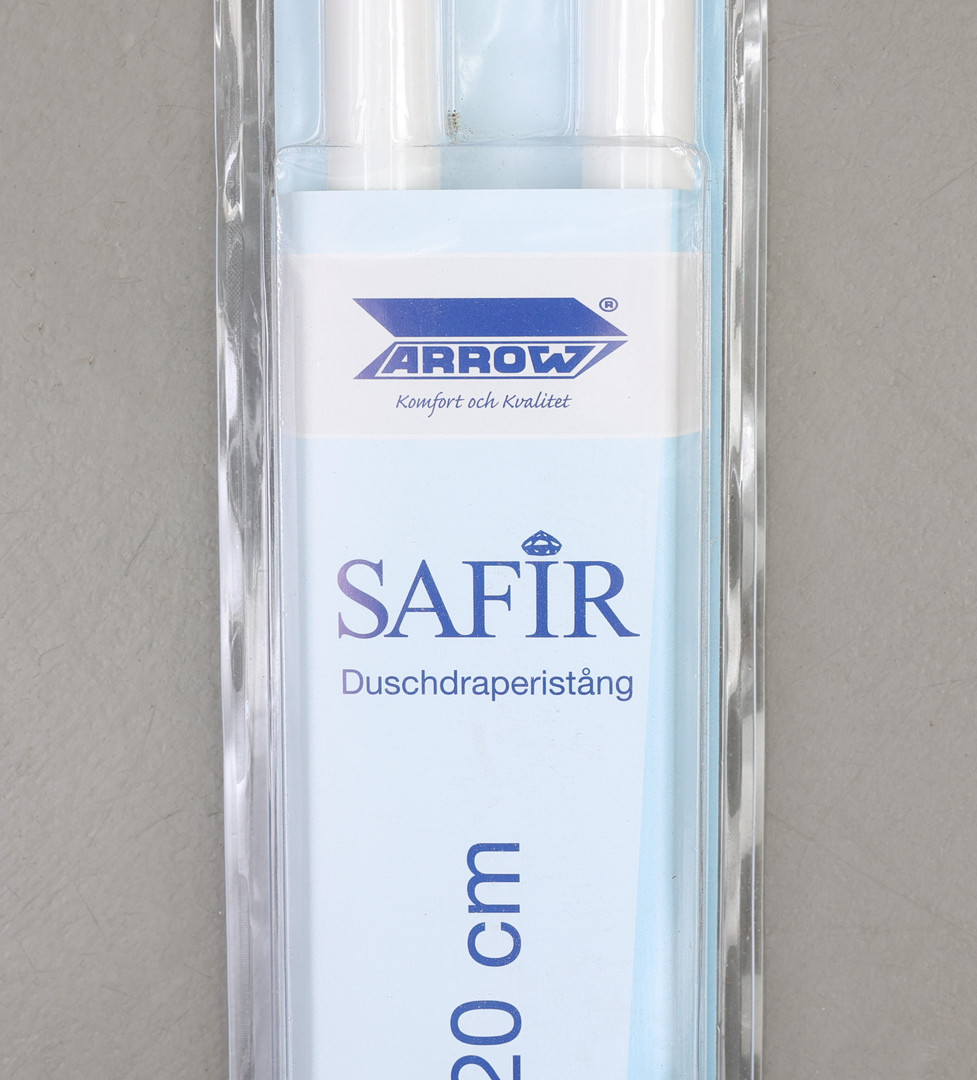 ARROW®
Komfort och Kvalitet
SAFIR
Duschdraperistång
20 cm